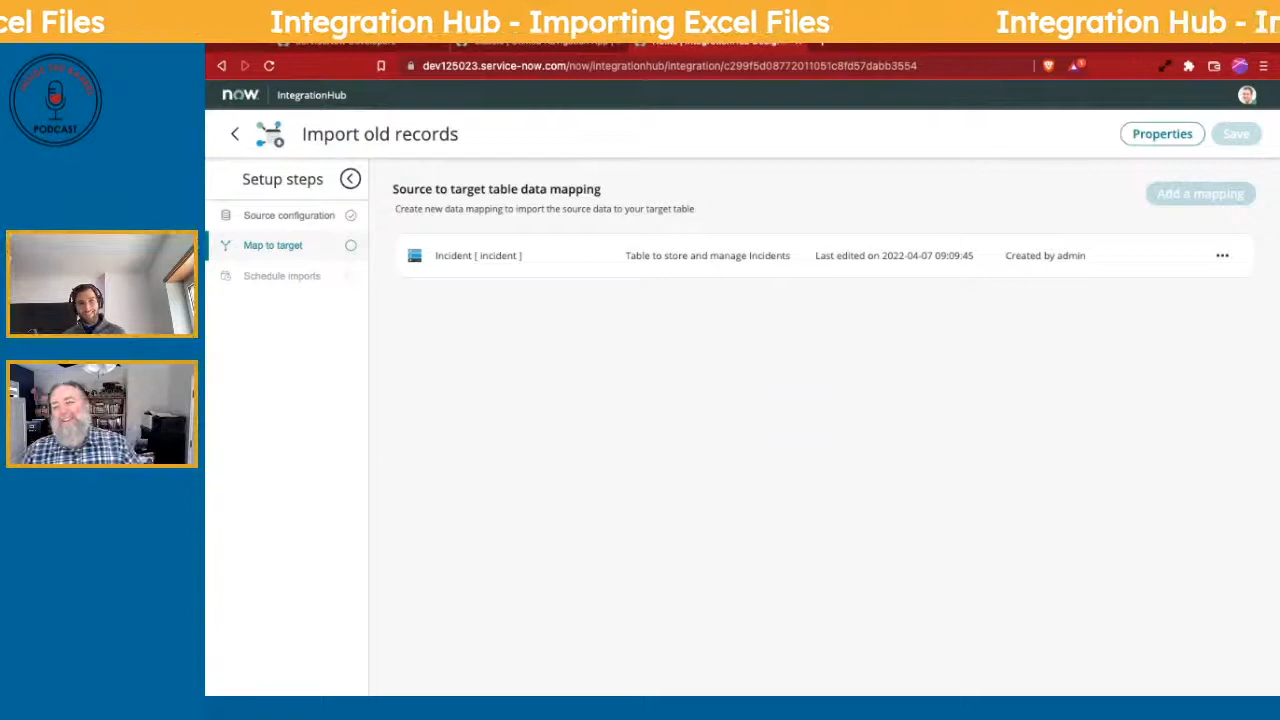 cel Files
Integration Hub - Importing Excel Files
Integration Hub - In
PODCAST
dev125023.service-now.com/now/integrationhub/integration/c299f5d08772011051c8fd57dabb3554
now
IntegrationHub
Import old records
Properties
Save
Setup steps
Source configuration
Map to target
Schedule imports
Source to target table data mapping
Create new data mapping to import the source data to your target table
Add a mapping
Incident [ incident ]
Table to store and manage Incidents
Last edited on 2022-04-07 09:09:45
Created by admin